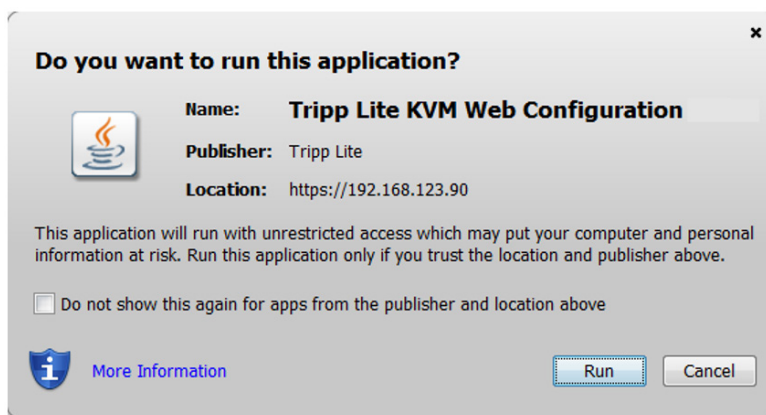 Do you want to run this application?
Name: Tripp Lite KVM Web Configuration
Publisher: Tripp Lite
Location: https://192.168.123.90
This application will run with unrestricted access which may put your computer and personal
information at risk. Run this application only if you trust the location and publisher above.
Do not show this again for apps from the publisher and location above
More Information Run Cancel